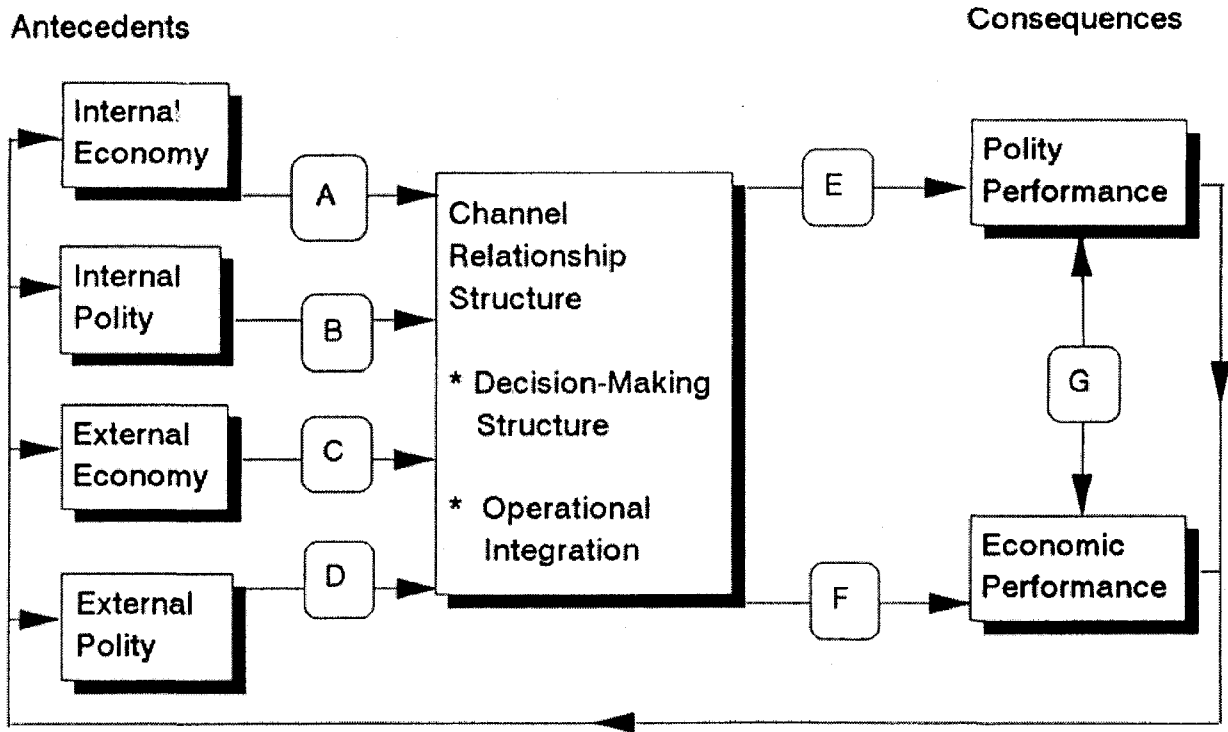 Antecedents
Consequences
Internal
Economy
Internal
Polity
External
Economy
External
Polity
A
B
C
D
Channel
Relationship
Structure
* Decision-Making
Structure
* Operational
Integration
E
F
Polity
Performance
G
Economic
Performance